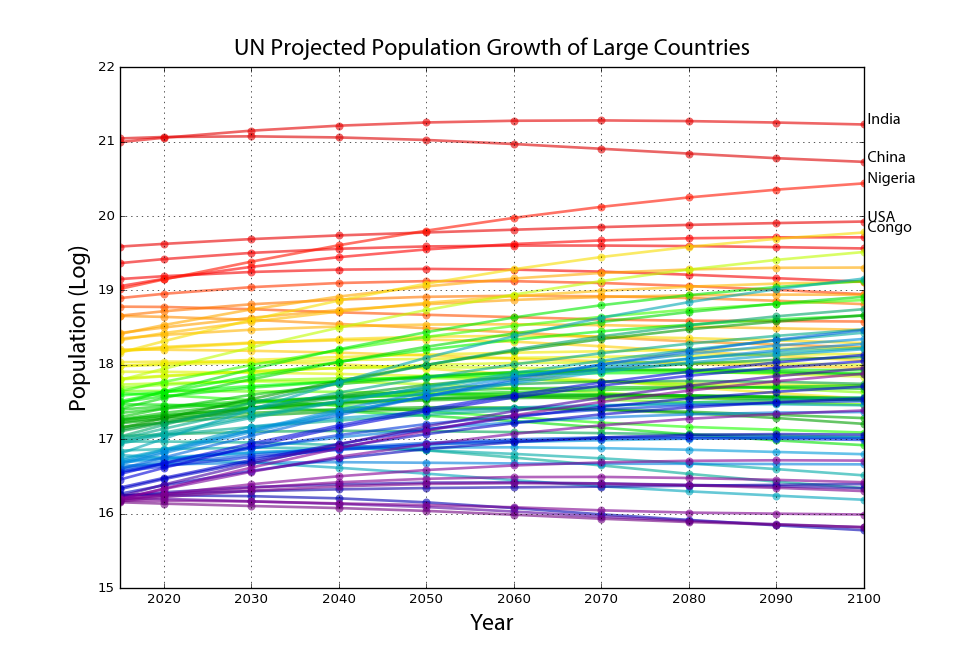 UN Projected Population Growth of Large Countries
22
21
20
19
18
17
16
15
Population (Log)
India
China
Nigeria
USA
Congo
2020 2030 2040 2050 2060 2070 2080 2090 2100
Year